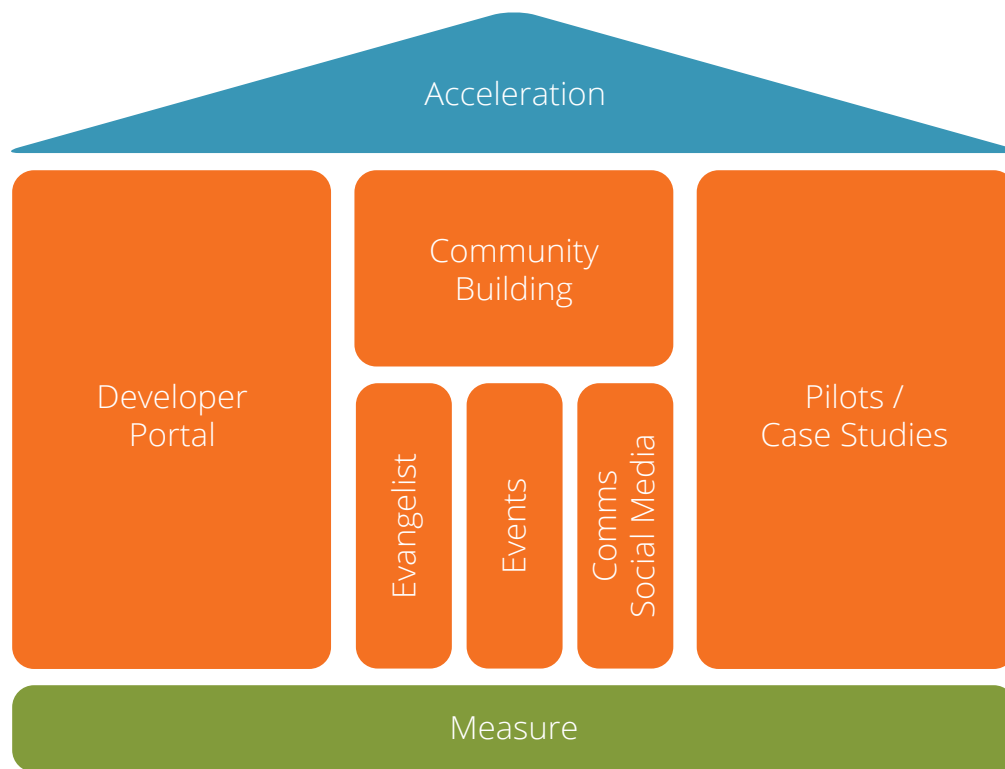 Acceleration
Community
Building
Developer
Portal
Pilots /
Case Studies
Evangelist
Events
Comms
Social Media
Measure